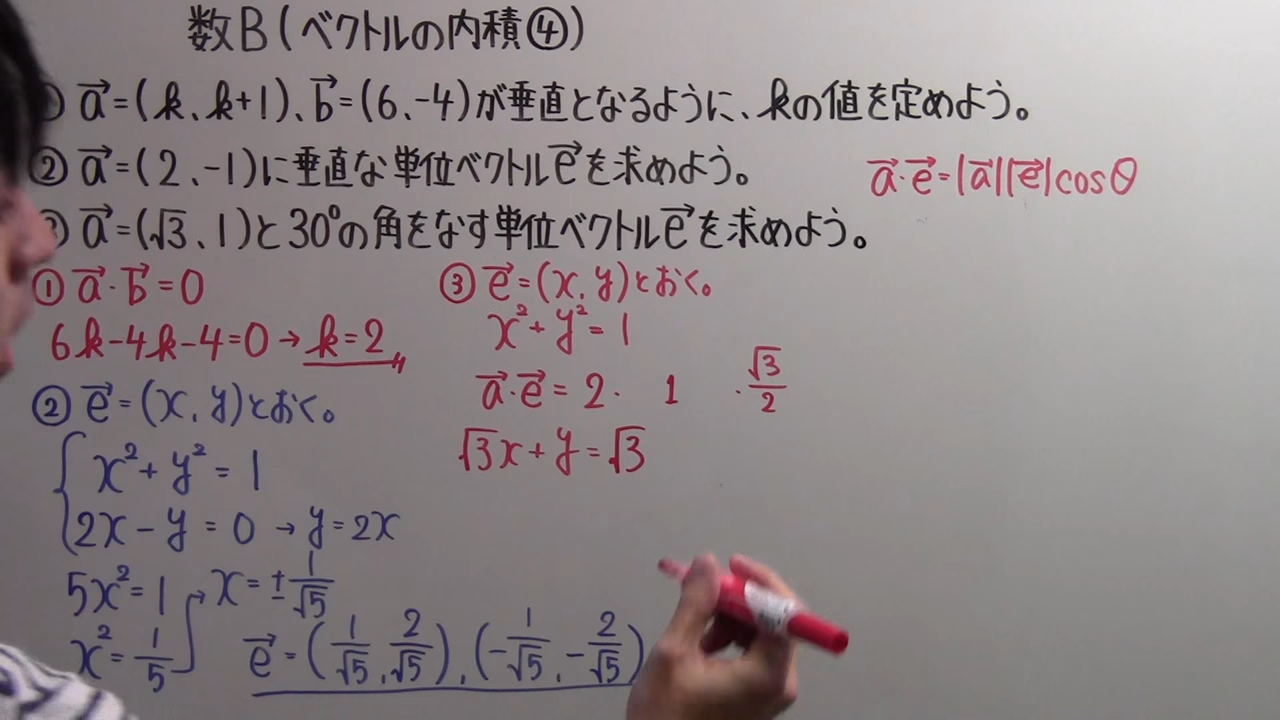 数B(ベクトルの内積④)
a⃗=(k、k+1)、b⃗=(6、-4)が垂直となるように、kの値を定めよう。
② a⃗=(2、-1)に垂直な単位ベクトルe⃗を求めよう。
a⃗・e⃗=|a⃗||e⃗|cosθ
a⃗=(√3、1)と30°の角をなす単位ベクトルe⃗を求めよう。
① a⃗・b⃗=0
6k-4k-4=0→k=2
② e⃗=(x,y)とおく。
x²+y²=1
2x-y=0→y=2x
5x²=1
x²=1/5→x=±1/√5
e⃗=(1/√5,2/√5),(-1/√5,-2/√5)
③ e⃗=(x,y)とおく。
x²+y²=1
a⃗・e⃗=2・1・√3/2
√3x+y=√3